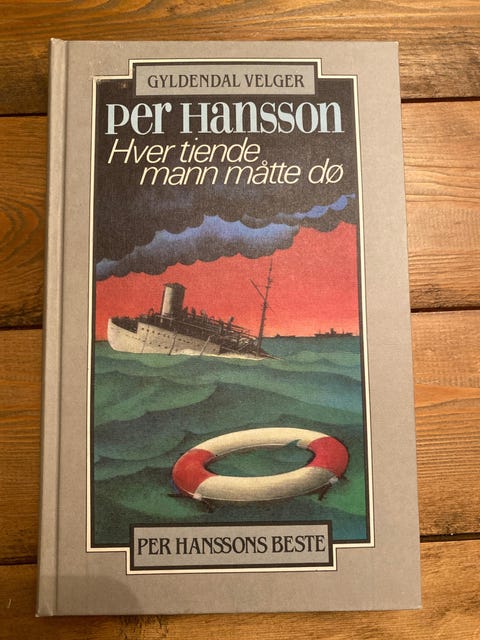 GYLDENDAL VELGER
Per Hansson
Hver tiende
mann måtte dø
PER HANSSONS BESTE